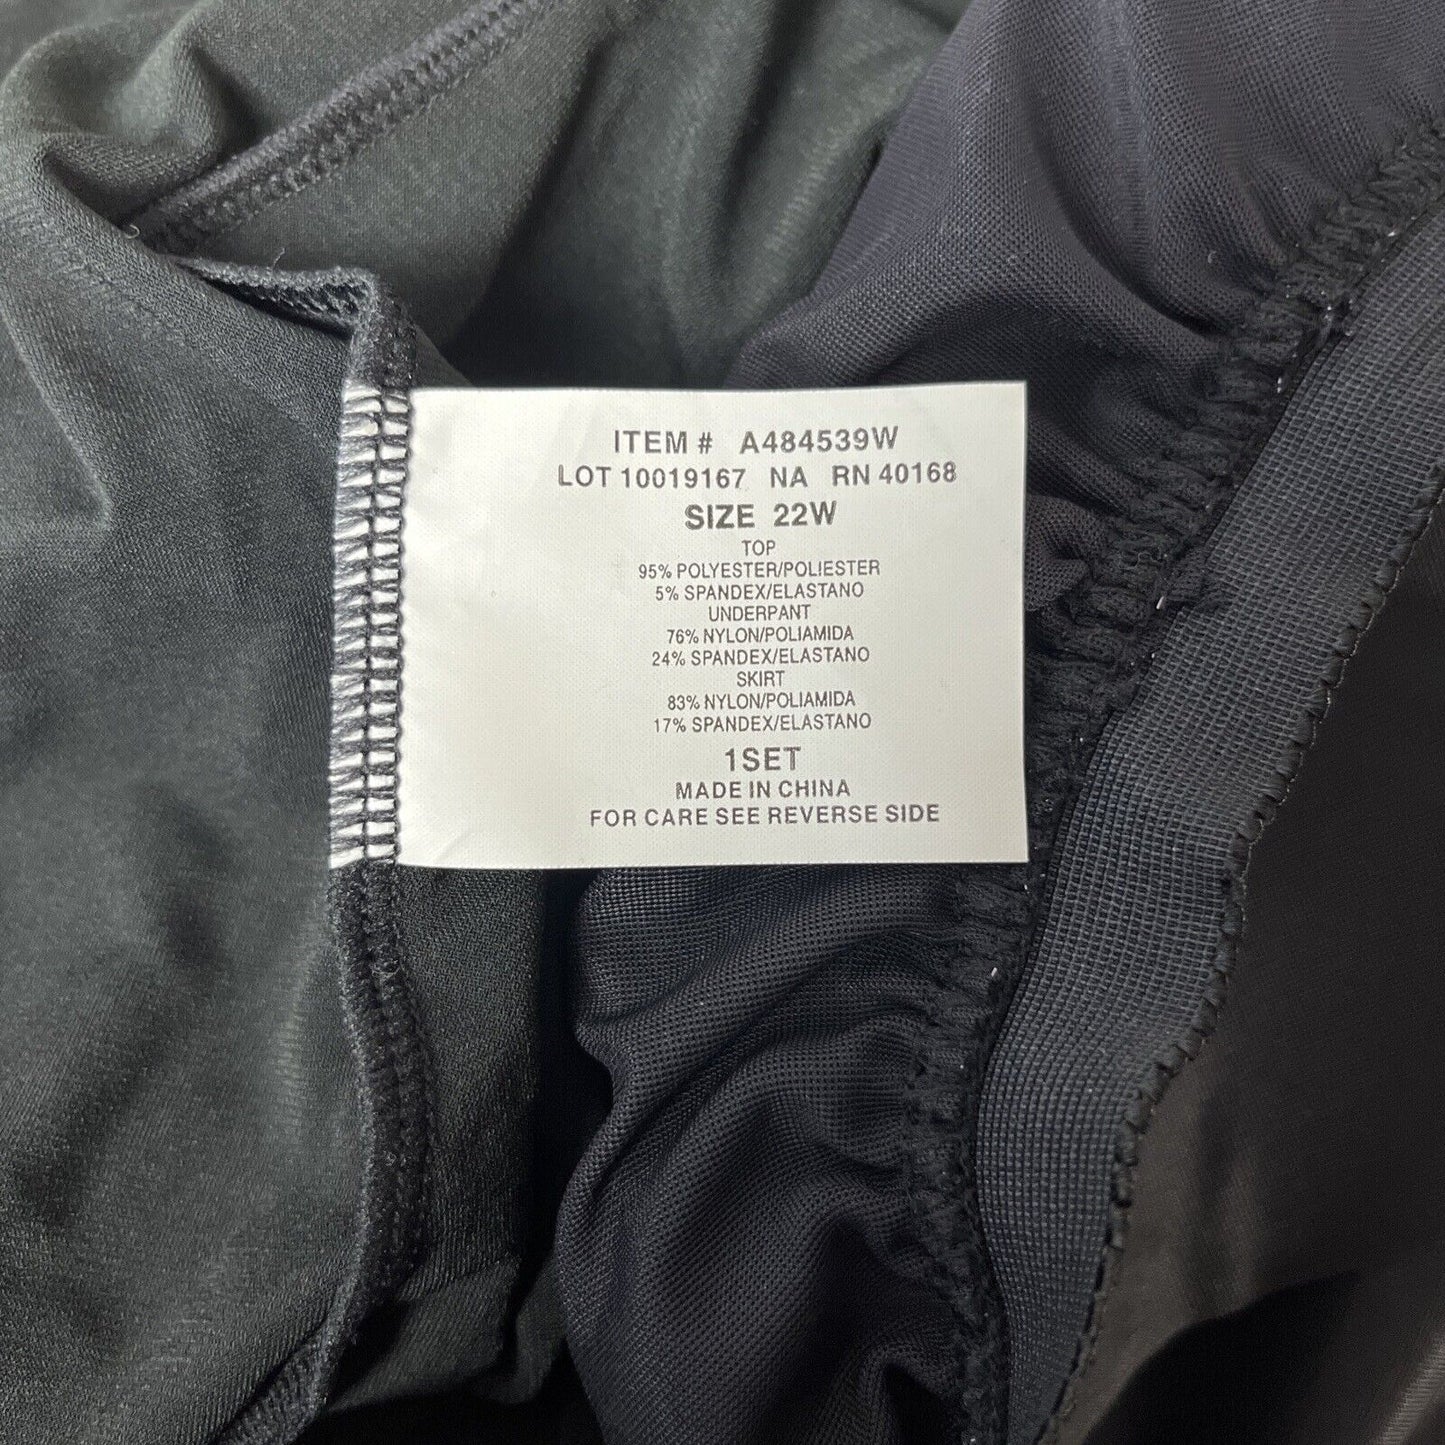 ITEM # A484539W
LOT 10019167 NA RN 40168
SIZE 22W
TOP
95% POLYESTER/POLIESTER
5% SPANDEX/ELASTANO
UNDERPANT
76% NYLON/POLIAMIDA
24% SPANDEX/ELASTANO
SKIRT
83% NYLON/POLIAMIDA
17% SPANDEX/ELASTANO
1SET
MADE IN CHINA
FOR CARE SEE REVERSE SIDE